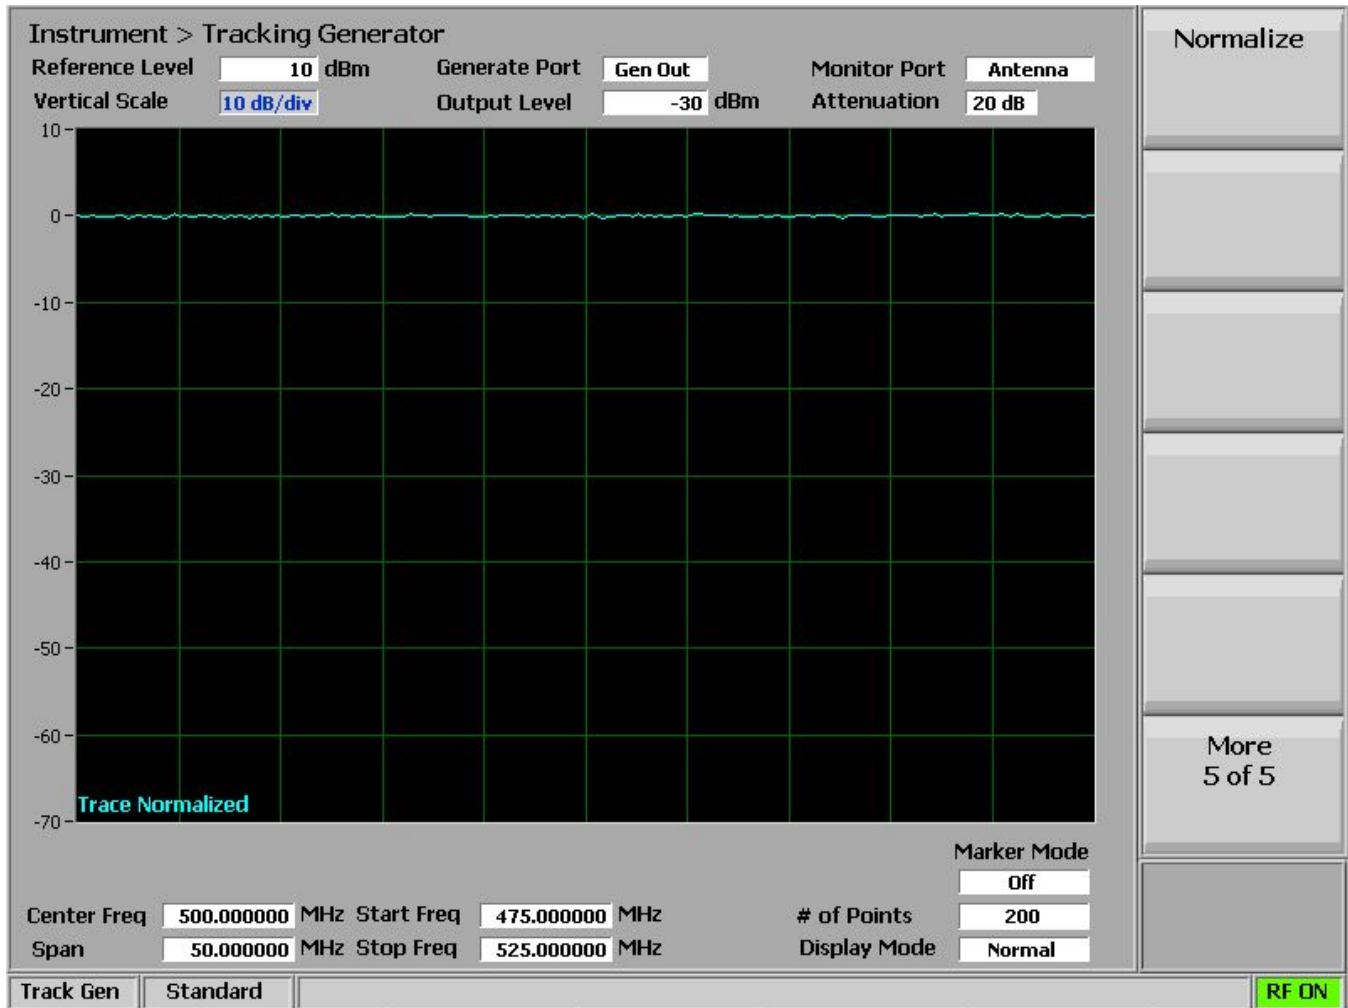 Instrument > Tracking Generator
Normalize
Reference Level 10 dBm Generate Port Gen Out Monitor Port Antenna
Vertical Scale 10 dB/div Output Level -30 dBm Attenuation 20 dB
10
0
-10
-20
-30
-40
-50
-60
-70
Trace Normalized
More
5 of 5
Marker Mode
Off
Center Freq 500.000000 MHz Start Freq 475.000000 MHz # of Points 200
Span 50.000000 MHz Stop Freq 525.000000 MHz Display Mode Normal
Track Gen Standard RF ON